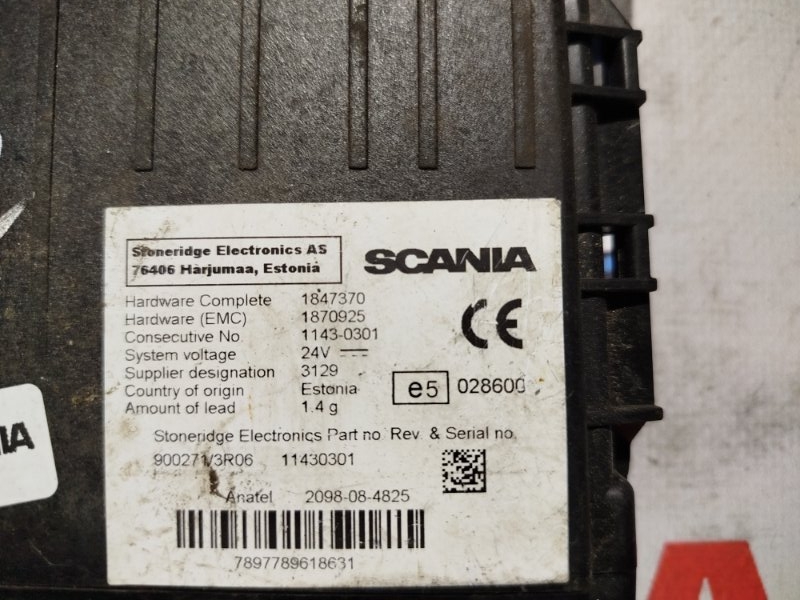 Stoneridge Electronics AS
76406 Harjumaa, Estonia
SCANIA
Hardware Complete 1847370
Hardware (EMC) 1870925
Consecutive No. 1143-0301
System voltage 24V
Supplier designation 3129
Country of origin Estonia
Amount of lead 1.4 g
CE
e5 028600
Stoneridge Electronics Part no. Rev. & Serial no.
900271/3R06 11430301
Anatel 2098-08-4825
7897789618631
IA
A